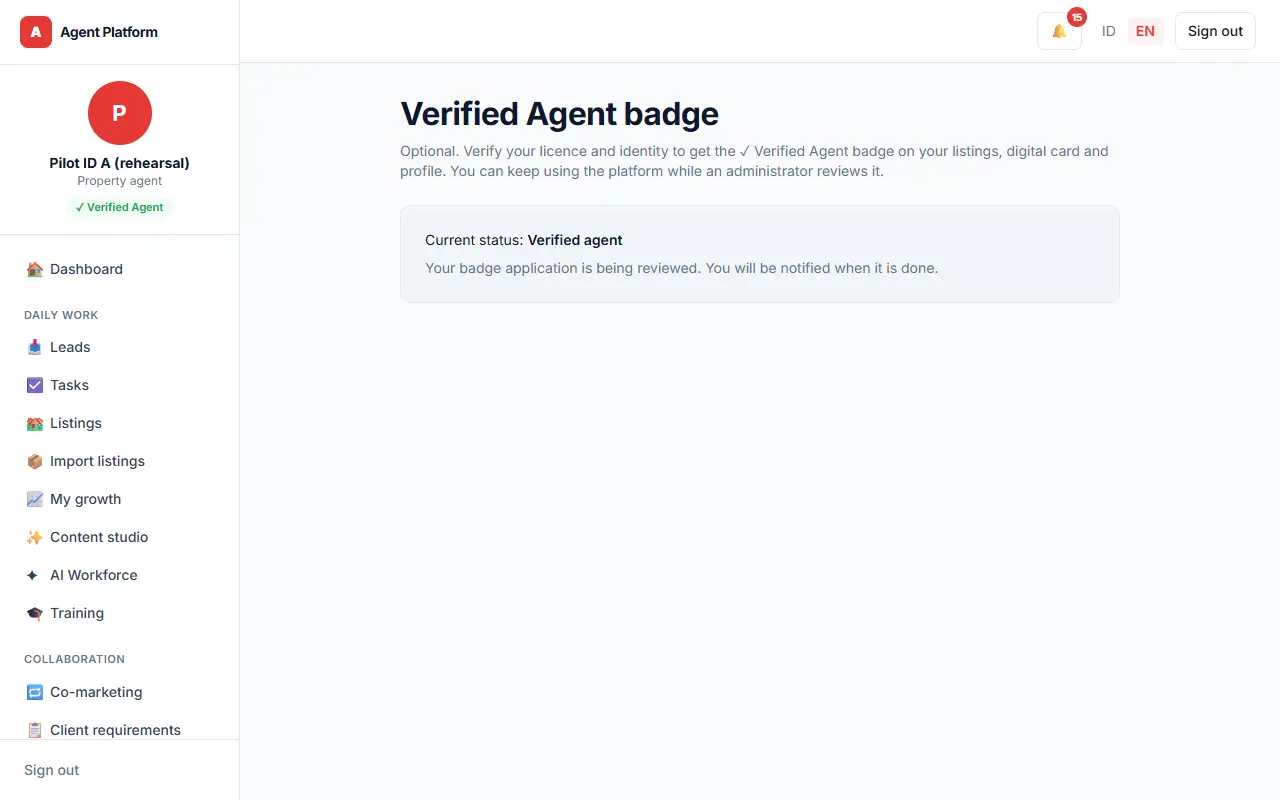 A Agent Platform
15
ID
EN
Sign out
P
Pilot ID A (rehearsal)
Property agent
✓ Verified Agent
Dashboard
DAILY WORK
Leads
Tasks
Listings
Import listings
My growth
Content studio
AI Workforce
Training
COLLABORATION
Co-marketing
Client requirements
Sign out
Verified Agent badge
Optional. Verify your licence and identity to get the ✓ Verified Agent badge on your listings, digital card and
profile. You can keep using the platform while an administrator reviews it.
Current status: Verified agent
Your badge application is being reviewed. You will be notified when it is done.